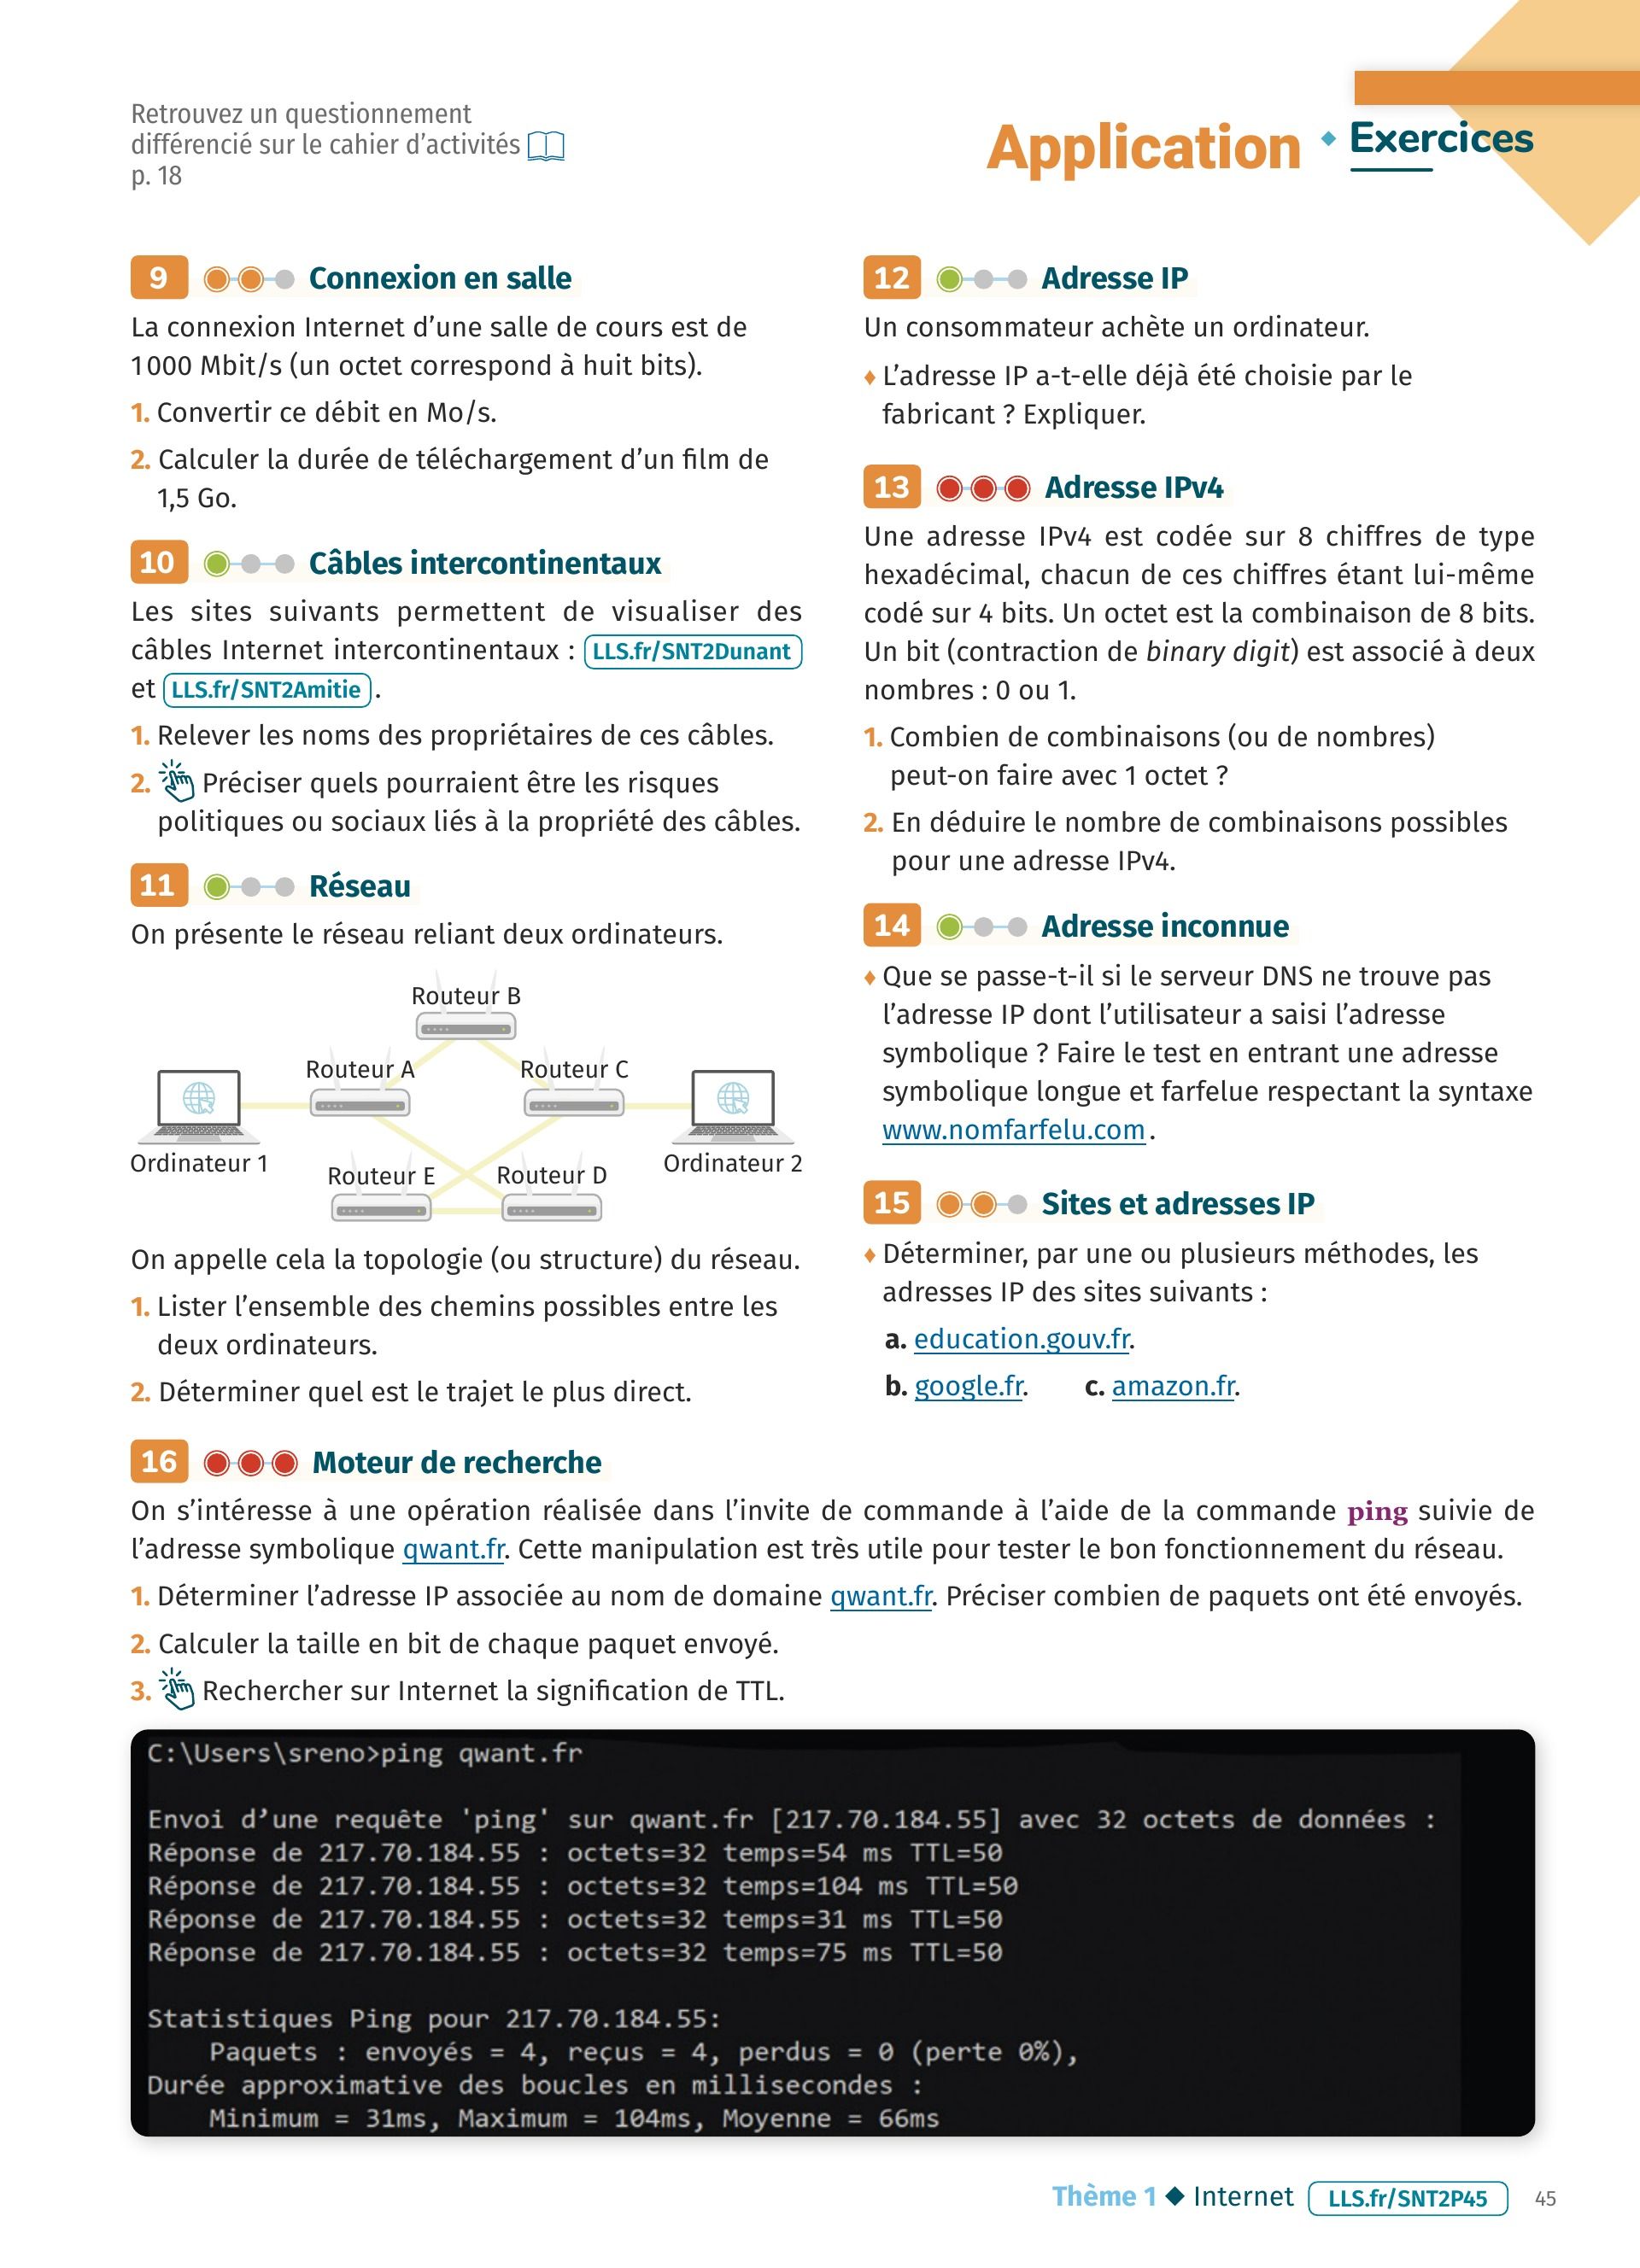 Retrouvez un questionnement
différencié sur le cahier d’activités
p. 18
Application
Exercices
9 Connexion en salle
La connexion Internet d’une salle de cours est de
1 000 Mbit/s (un octet correspond à huit bits).
1. Convertir ce débit en Mo/s.
2. Calculer la durée de téléchargement d’un film de
1,5 Go.
10 Câbles intercontinentaux
Les sites suivants permettent de visualiser des
câbles Internet intercontinentaux : LLS.fr/SNT2Dunant
et LLS.fr/SNT2Amitie .
1. Relever les noms des propriétaires de ces câbles.
2. Préciser quels pourraient être les risques
politiques ou sociaux liés à la propriété des câbles.
11 Réseau
On présente le réseau reliant deux ordinateurs.
Routeur B
Routeur A
Routeur C
Ordinateur 1
Routeur E
Routeur D
Ordinateur 2
On appelle cela la topologie (ou structure) du réseau.
1. Lister l’ensemble des chemins possibles entre les
deux ordinateurs.
2. Déterminer quel est le trajet le plus direct.
12 Adresse IP
Un consommateur achète un ordinateur.
♦ L’adresse IP a-t-elle déjà été choisie par le
fabricant ? Expliquer.
13 Adresse IPv4
Une adresse IPv4 est codée sur 8 chiffres de type
hexadécimal, chacun de ces chiffres étant lui-même
codé sur 4 bits. Un octet est la combinaison de 8 bits.
Un bit (contraction de binary digit) est associé à deux
nombres : 0 ou 1.
1. Combien de combinaisons (ou de nombres)
peut-on faire avec 1 octet ?
2. En déduire le nombre de combinaisons possibles
pour une adresse IPv4.
14 Adresse inconnue
♦ Que se passe-t-il si le serveur DNS ne trouve pas
l’adresse IP dont l’utilisateur a saisi l’adresse
symbolique ? Faire le test en entrant une adresse
symbolique longue et farfelue respectant la syntaxe
www.nomfarfelu.com .
15 Sites et adresses IP
♦ Déterminer, par une ou plusieurs méthodes, les
adresses IP des sites suivants :
a. education.gouv.fr.
b. google.fr. c. amazon.fr.
16 Moteur de recherche
On s’intéresse à une opération réalisée dans l’invite de commande à l’aide de la commande ping suivie de
l’adresse symbolique qwant.fr. Cette manipulation est très utile pour tester le bon fonctionnement du réseau.
1. Déterminer l’adresse IP associée au nom de domaine qwant.fr. Préciser combien de paquets ont été envoyés.
2. Calculer la taille en bit de chaque paquet envoyé.
3. Rechercher sur Internet la signification de TTL.
C:\Users\sreno>ping qwant.fr
Envoi d’une requête 'ping' sur qwant.fr [217.70.184.55] avec 32 octets de données :
Réponse de 217.70.184.55 : octets=32 temps=54 ms TTL=50
Réponse de 217.70.184.55 : octets=32 temps=104 ms TTL=50
Réponse de 217.70.184.55 : octets=32 temps=31 ms TTL=50
Réponse de 217.70.184.55 : octets=32 temps=75 ms TTL=50
Statistiques Ping pour 217.70.184.55:
Paquets : envoyés = 4, reçus = 4, perdus = 0 (perte 0%),
Durée approximative des boucles en millisecondes :
Minimum = 31ms, Maximum = 104ms, Moyenne = 66ms
Thème 1 ◆ Internet LLS.fr/SNT2P45 45